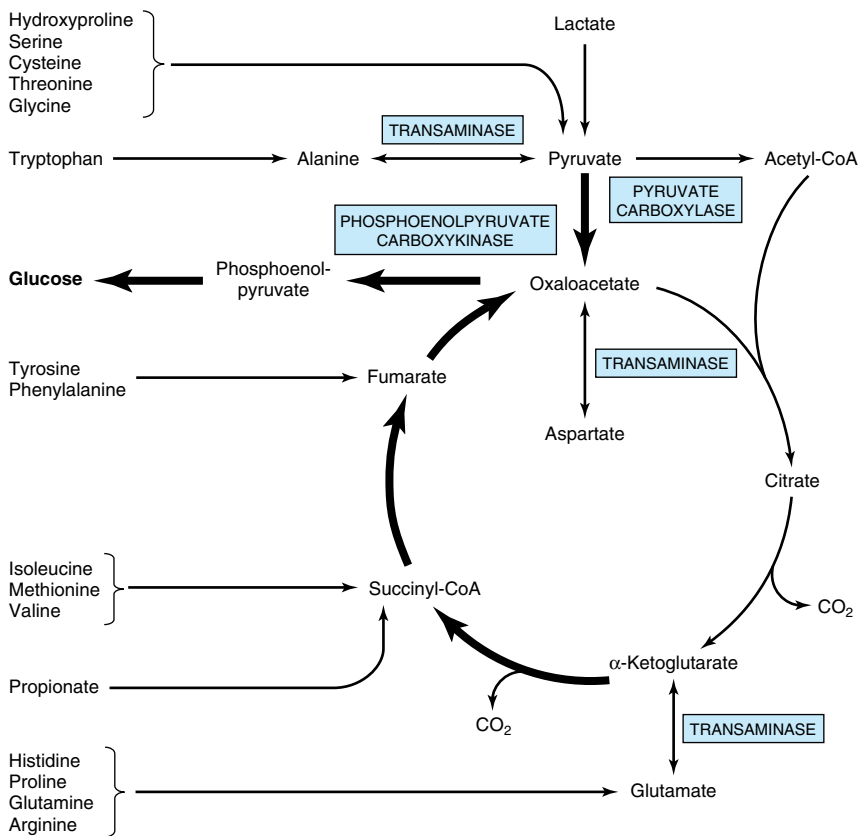 Hydroxyproline
Serine
Cysteine
Threonine
Glycine
Lactate
TRANSAMINASE
Tryptophan
Alanine
Pyruvate
Acetyl-CoA
PYRUVATE
CARBOXYLASE
PHOSPHOENOLPYRUVATE
CARBOXYKINASE
Glucose
Phosphoenol-
pyruvate
Oxaloacetate
Tyrosine
Phenylalanine
Fumarate
TRANSAMINASE
Aspartate
Citrate
Isoleucine
Methionine
Valine
Succinyl-CoA
CO₂
Propionate
α-Ketoglutarate
CO₂
TRANSAMINASE
Histidine
Proline
Glutamine
Arginine
Glutamate